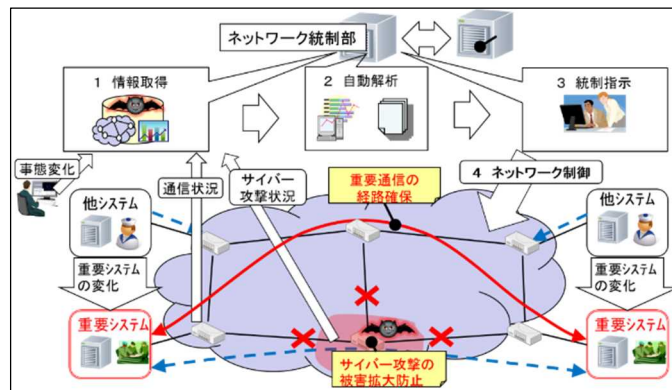 ネットワーク統制部
1 情報取得
2 自動解析
3 統制指示
事態変化
通信状況
サイバー
攻撃状況
重要通信の
経路確保
4 ネットワーク制御
他システム
他システム
重要システム
の変化
重要システム
の変化
重要システム
重要システム
サイバー攻撃の
被害拡大防止